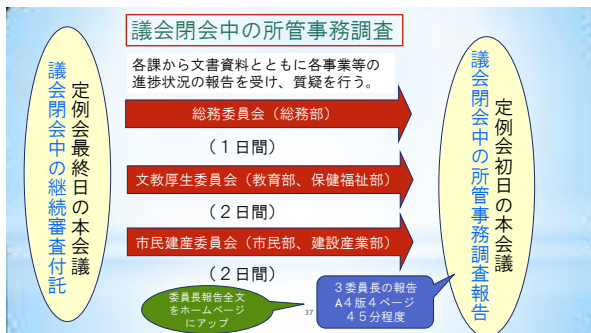 議会閉会中の所管事務調査
各課から文書資料とともに各事業等の
進捗状況の報告を受け、質疑を行う。
定例会最終日の本会議
議会閉会中の継続審査付託
総務委員会（総務部）
（１日間）
文教厚生委員会（教育部、保健福祉部）
（２日間）
市民建産委員会（市民部、建設産業部）
（２日間）
定例会初日の本会議
議会閉会中の所管事務調査報告
委員長報告全文
をホームページ
にアップ
37
３委員長の報告
A４版４ページ
４５分程度